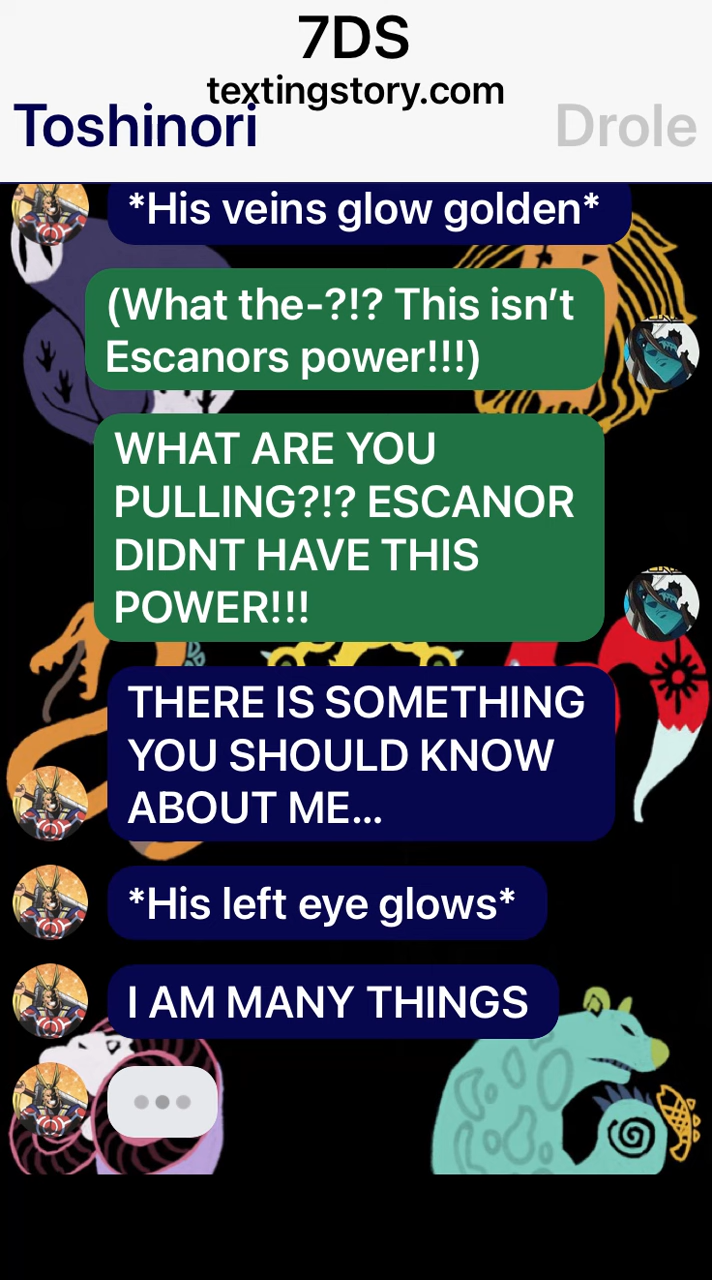 7DS
textingstory.com
Toshinori
Drole
*His veins glow golden*
(What the-?!? This isn’t
Escanors power!!!)
WHAT ARE YOU
PULLING?!? ESCANOR
DIDNT HAVE THIS
POWER!!!
THERE IS SOMETHING
YOU SHOULD KNOW
ABOUT ME...
*His left eye glows*
I AM MANY THINGS